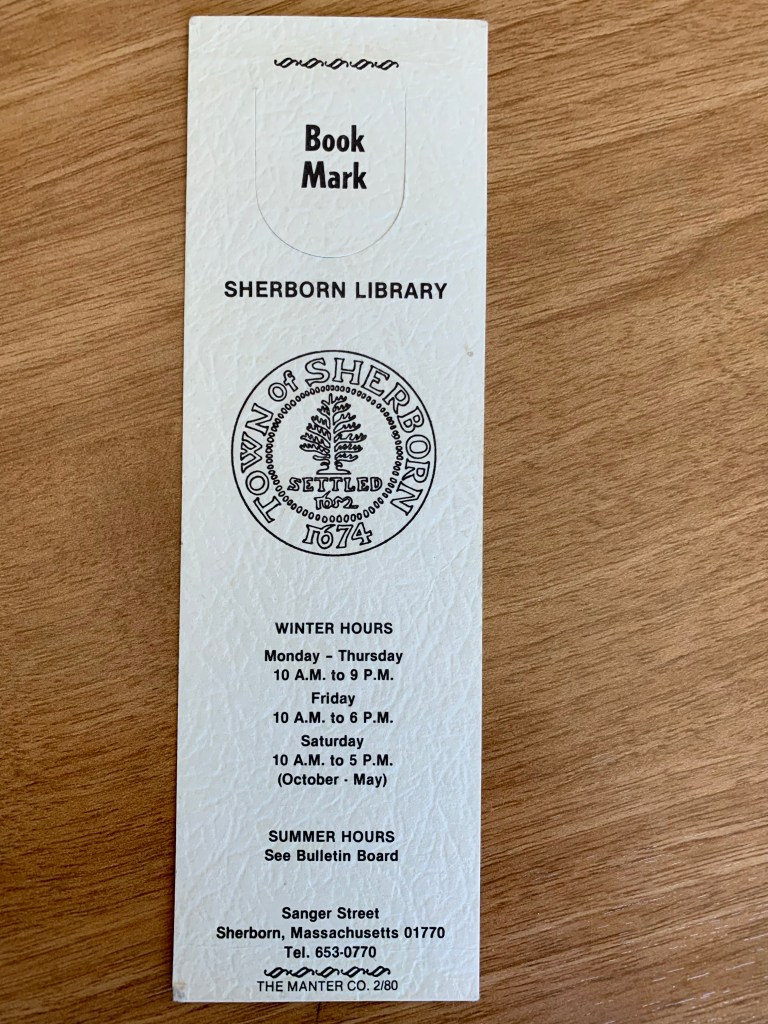 Book
Mark
SHERBORN LIBRARY
TOWN of SHERBORN
SETTLED
1652
1674
WINTER HOURS
Monday – Thursday
10 A.M. to 9 P.M.
Friday
10 A.M. to 6 P.M.
Saturday
10 A.M. to 5 P.M.
(October - May)
SUMMER HOURS
See Bulletin Board
Sanger Street
Sherborn, Massachusetts 01770
Tel. 653-0770
THE MANTER CO. 2/80